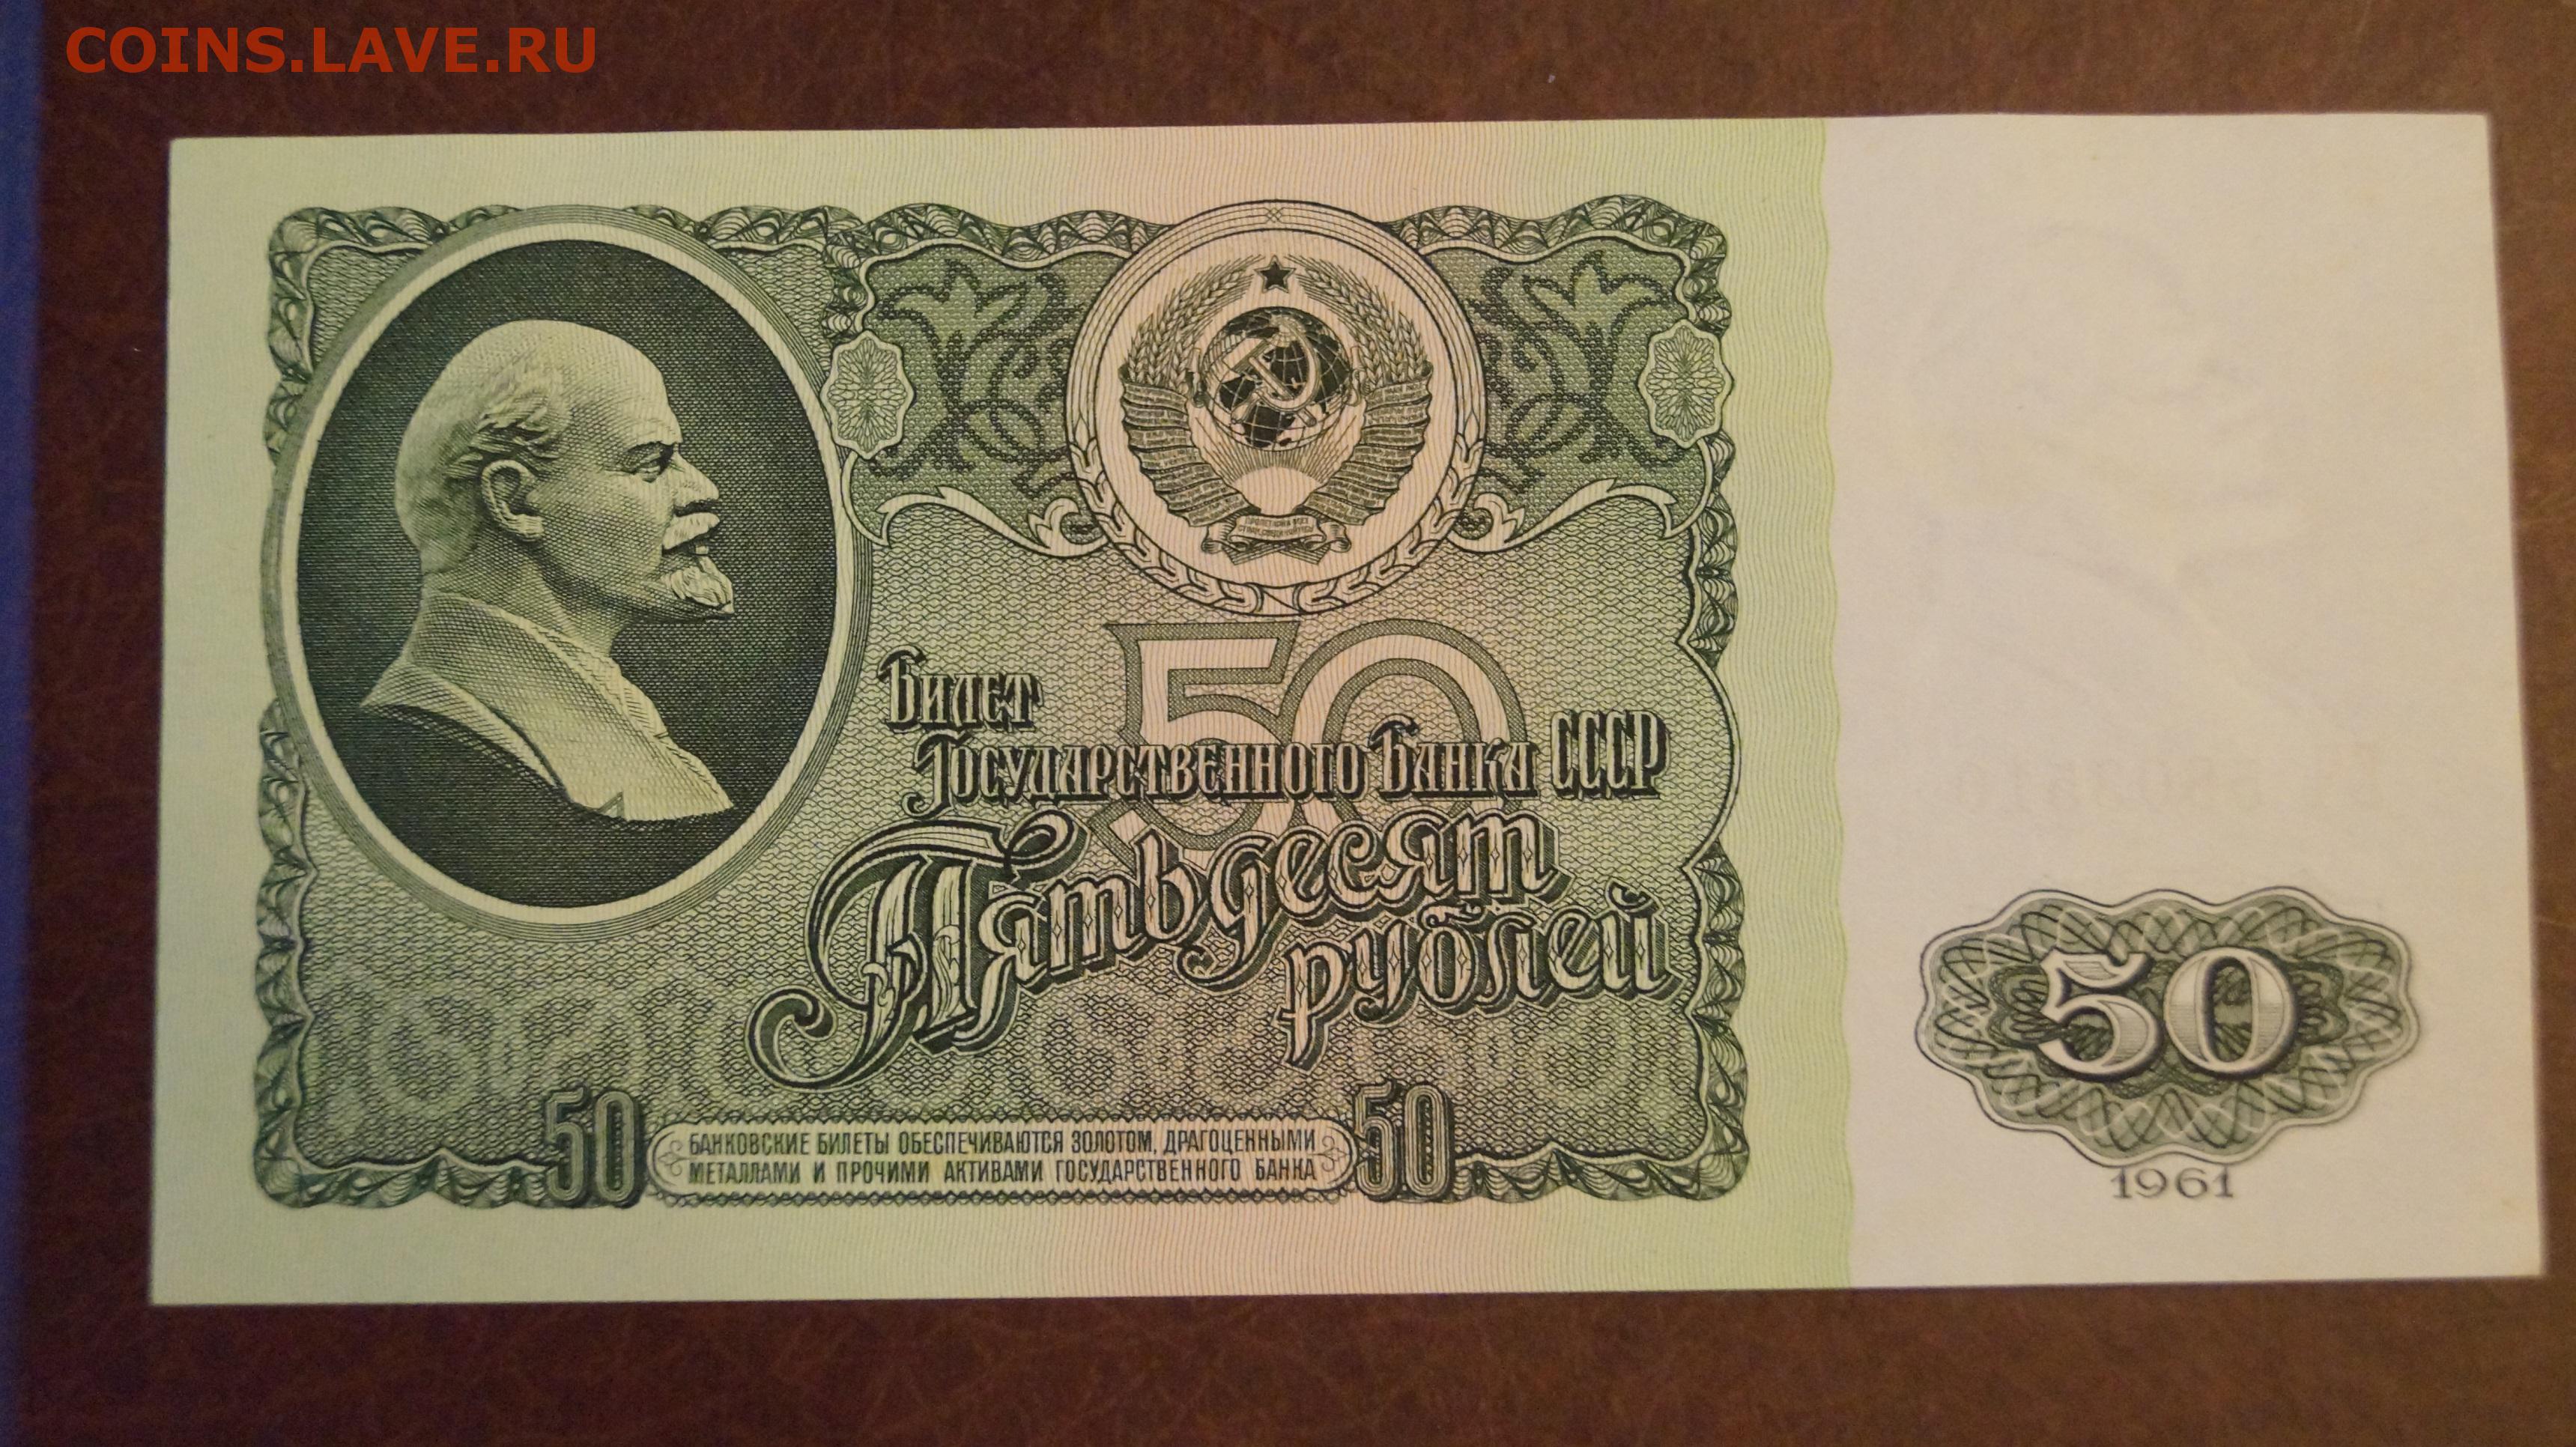 COINS.LAVE.RU
Билет
Государственного Банка СССР
50
Пятьдесят
рублей
50
50
БАНКОВСКИЕ БИЛЕТЫ ОБЕСПЕЧИВАЮТСЯ ЗОЛОТОМ, ДРАГОЦЕННЫМИ
МЕТАЛЛАМИ И ПРОЧИМИ АКТИВАМИ ГОСУДАРСТВЕННОГО БАНКА
50
1961